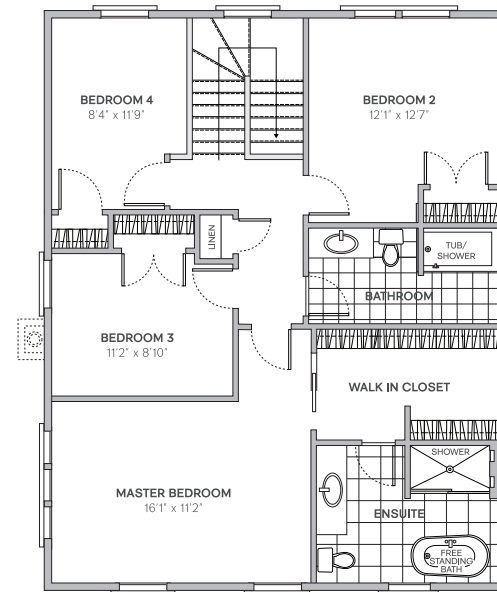 BEDROOM 4
8'4" x 11'9"
BEDROOM 2
12'1" x 12'7"
LINEN
TUB/
SHOWER
BATHROOM
BEDROOM 3
11'2" x 8'10"
WALK IN CLOSET
SHOWER
MASTER BEDROOM
16'1" x 11'2"
ENSUITE
FREE
STANDING
BATH